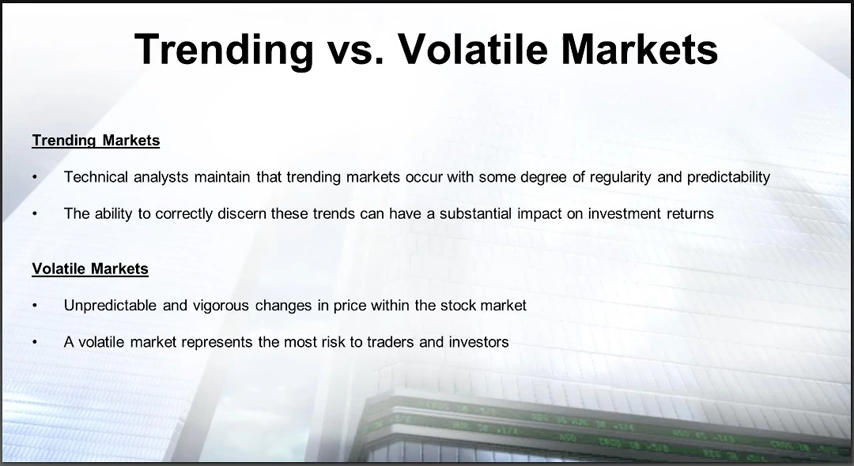 Trending vs. Volatile Markets
Trending Markets
• Technical analysts maintain that trending markets occur with some degree of regularity and predictability
• The ability to correctly discern these trends can have a substantial impact on investment returns
Volatile Markets
• Unpredictable and vigorous changes in price within the stock market
• A volatile market represents the most risk to traders and investors